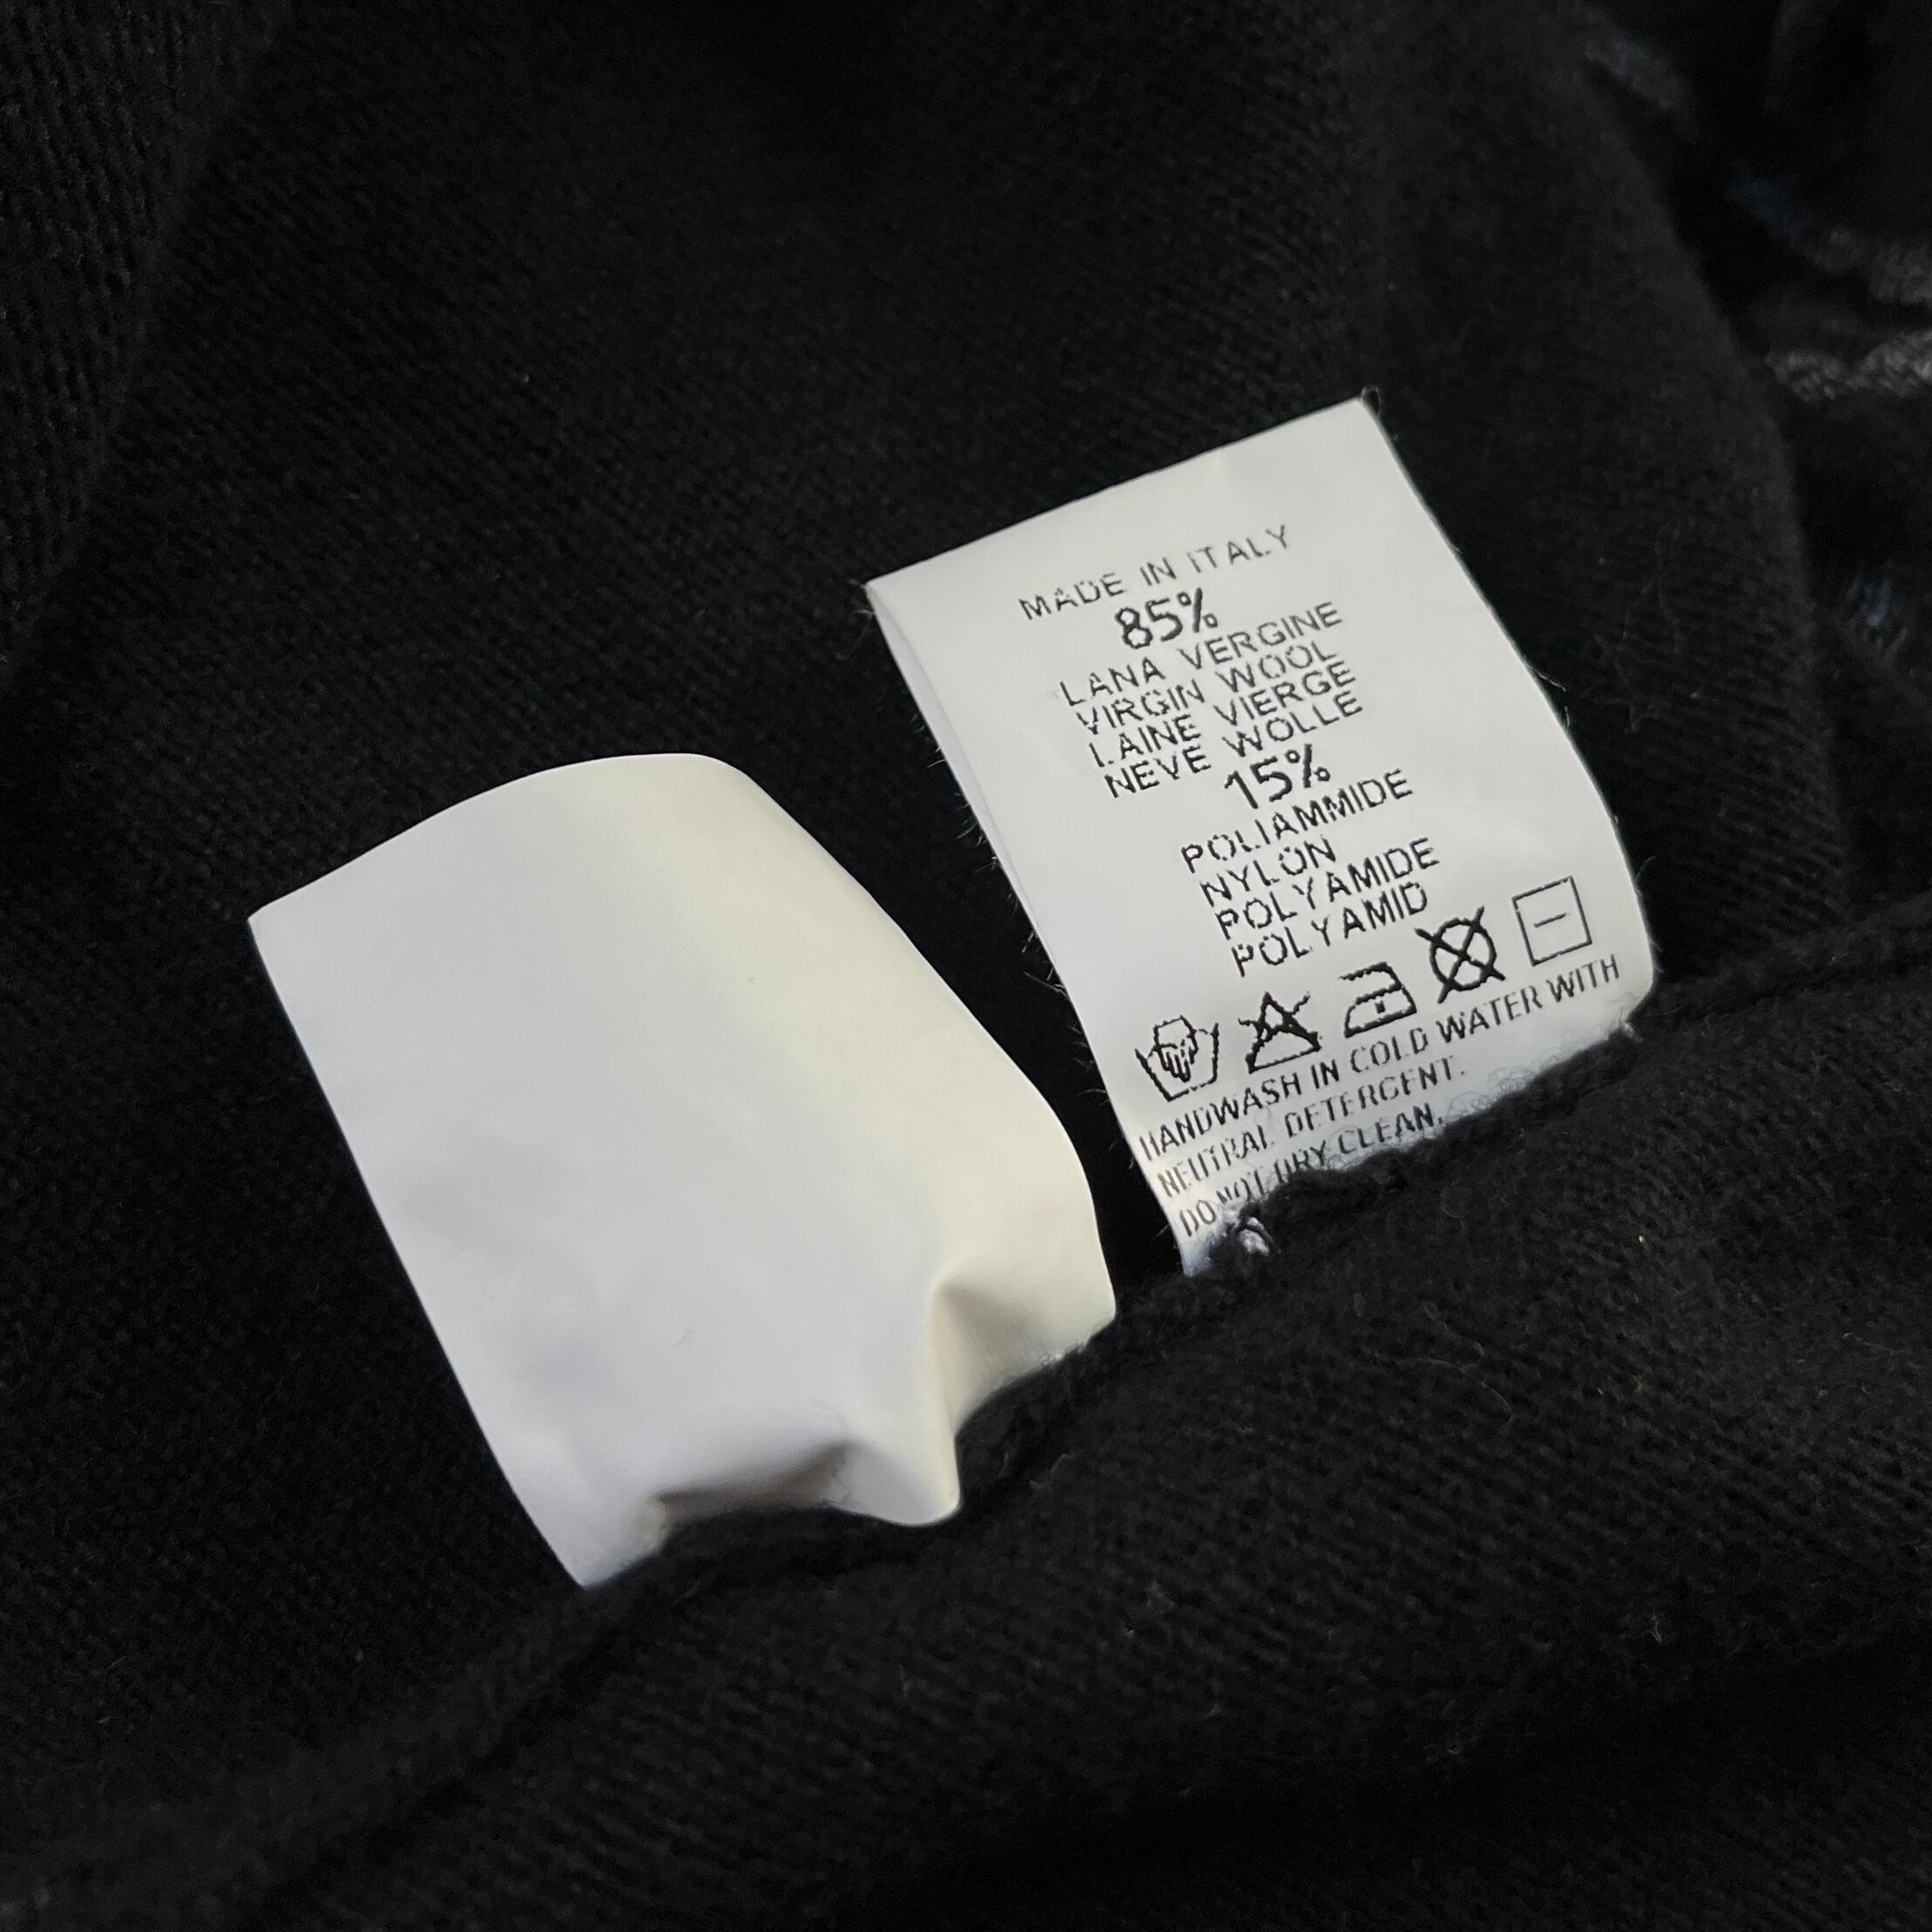 MADE IN ITALY
85%
LANA VERGINE
VIRGIN WOOL
LAINE VIERGE
NEVE WOLLE
15%
POLIAMMIDE
NYLON
POLYAMIDE
POLYAMID
HANDWASH IN COLD WATER WITH
NEUTRAL DETERGENT.
DO NOT DRY CLEAN.